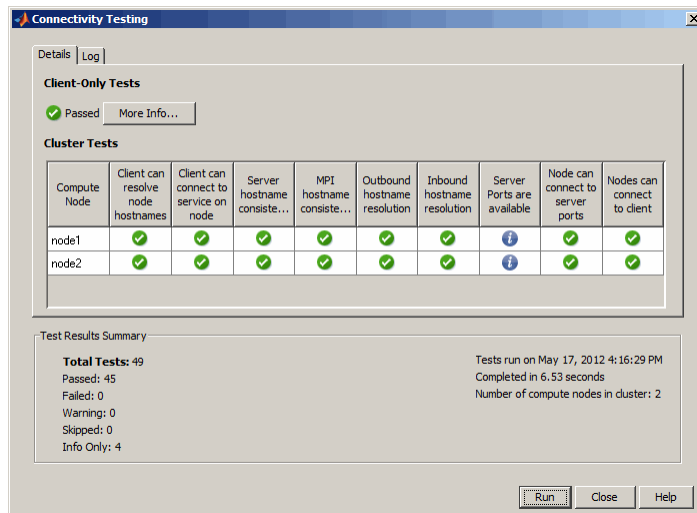 Connectivity Testing
Details
Log
Client-Only Tests
Passed
More Info...
Cluster Tests
Compute
Node
Client can
resolve
node
hostnames
Client can
connect to
service on
node
Server
hostname
consiste...
MPI
hostname
consiste...
Outbound
hostname
resolution
Inbound
hostname
resolution
Server
Ports are
available
Node can
connect to
server
ports
Nodes can
connect
to client
node1
node2
Test Results Summary
Total Tests: 49
Passed: 45
Failed: 0
Warning: 0
Skipped: 0
Info Only: 4
Tests run on May 17, 2012 4:16:29 PM
Completed in 6.53 seconds
Number of compute nodes in cluster: 2
Run
Close
Help